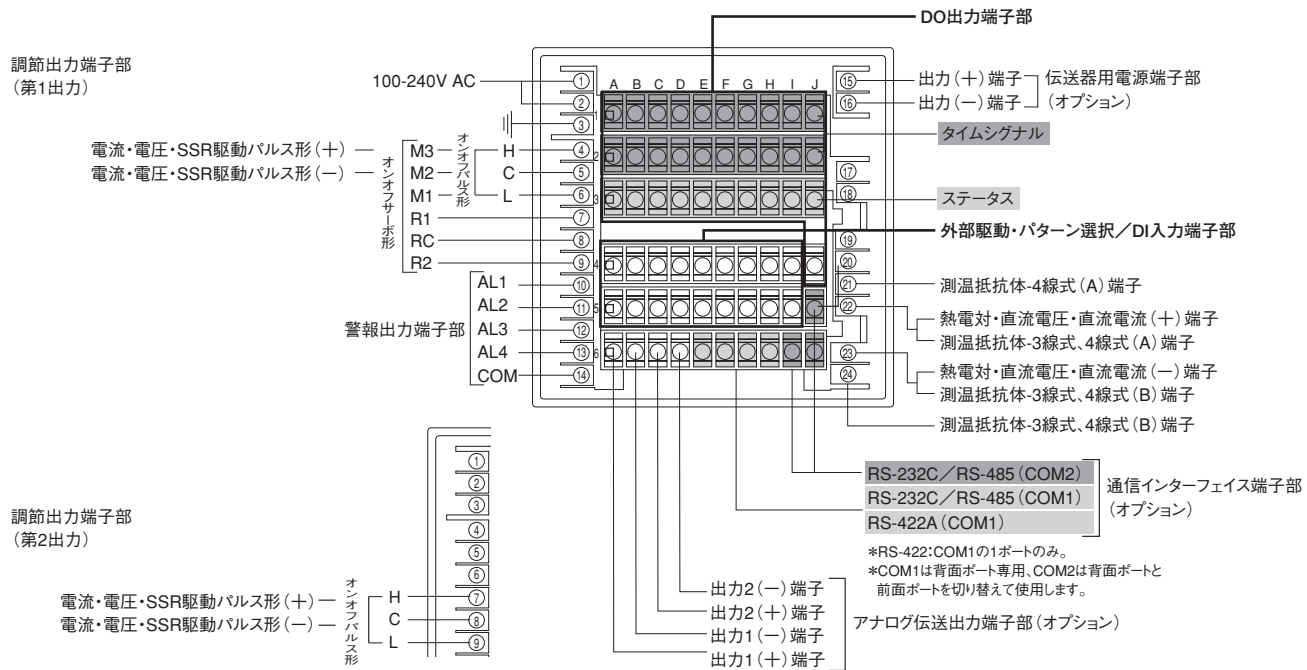 DO出力端子部
調節出力端子部
(第1出力)
100-240V AC
① ② ③ ④ ⑤ ⑥ ⑦ ⑧ ⑨ ⑩ ⑪ ⑫ ⑬ ⑭
A B C D E F G H I J
1
2
3
4
5
6
⑮ ⑯ ⑰ ⑱ ⑲ ⑳ ㉑ ㉒ ㉓ ㉔
出力(+)端子
出力(-)端子
伝送器用電源端子部
(オプション)
タイムシグナル
電流・電圧・SSR駆動パルス形(+)
電流・電圧・SSR駆動パルス形(-)
オンオフサーボ形
M3
M2
M1
R1
RC
R2
オンオフパルス形
H
C
L
ステータス
外部駆動・パターン選択/DI入力端子部
警報出力端子部
AL1
AL2
AL3
AL4
COM
測温抵抗体-4線式(A)端子
熱電対・直流電圧・直流電流(+)端子
測温抵抗体-3線式、4線式(A)端子
熱電対・直流電圧・直流電流(-)端子
測温抵抗体-3線式、4線式(B)端子
測温抵抗体-3線式、4線式(B)端子
RS-232C/RS-485(COM2)
RS-232C/RS-485(COM1)
RS-422A(COM1)
通信インターフェイス端子部
(オプション)
*RS-422:COM1の1ポートのみ。
*COM1は背面ポート専用、COM2は背面ポートと
前面ポートを切り替えて使用します。
調節出力端子部
(第2出力)
① ② ③ ④ ⑤ ⑥ ⑦ ⑧ ⑨
電流・電圧・SSR駆動パルス形(+)
電流・電圧・SSR駆動パルス形(-)
オンオフパルス形
H
C
L
出力2(-)端子
出力2(+)端子
出力1(-)端子
出力1(+)端子
アナログ伝送出力端子部(オプション)